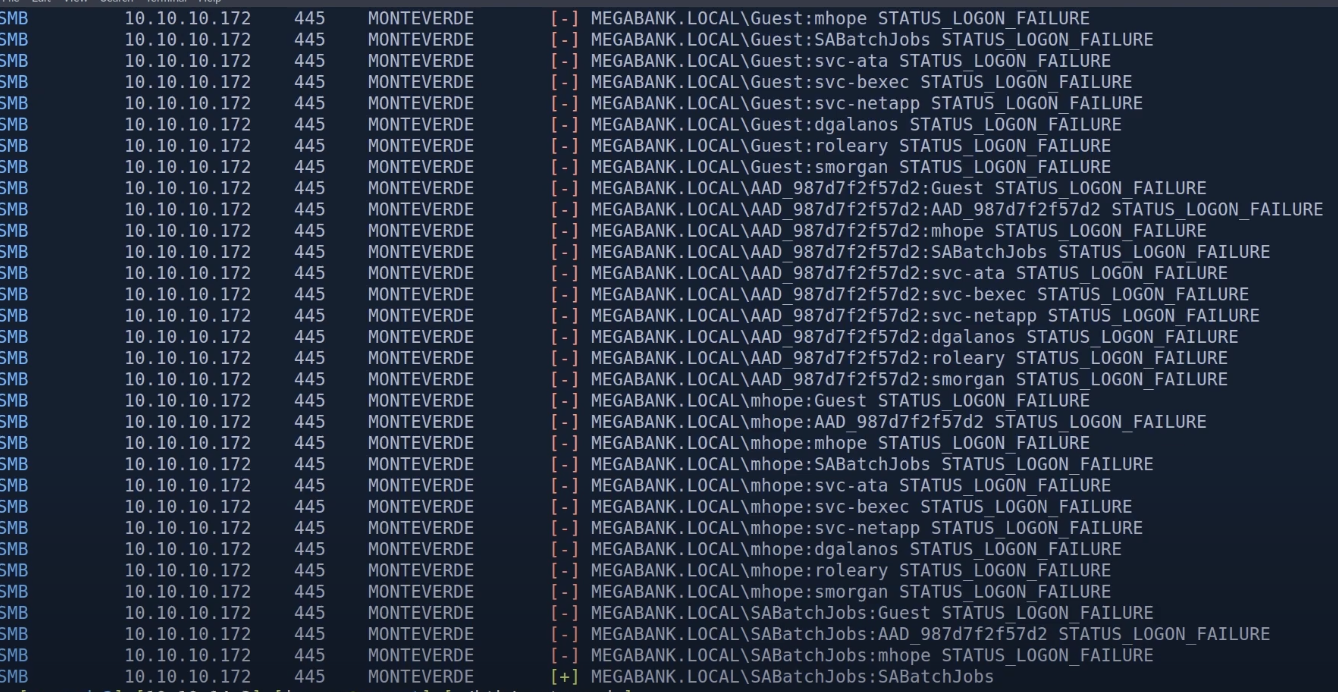 SMB 10.10.10.172 445 MONTEVERDE [-] MEGABANK.LOCAL\Guest:mhope STATUS_LOGON_FAILURE
SMB 10.10.10.172 445 MONTEVERDE [-] MEGABANK.LOCAL\Guest:SABatchJobs STATUS_LOGON_FAILURE
SMB 10.10.10.172 445 MONTEVERDE [-] MEGABANK.LOCAL\Guest:svc-ata STATUS_LOGON_FAILURE
SMB 10.10.10.172 445 MONTEVERDE [-] MEGABANK.LOCAL\Guest:svc-bexec STATUS_LOGON_FAILURE
SMB 10.10.10.172 445 MONTEVERDE [-] MEGABANK.LOCAL\Guest:svc-netapp STATUS_LOGON_FAILURE
SMB 10.10.10.172 445 MONTEVERDE [-] MEGABANK.LOCAL\Guest:dgalanos STATUS_LOGON_FAILURE
SMB 10.10.10.172 445 MONTEVERDE [-] MEGABANK.LOCAL\Guest:roleary STATUS_LOGON_FAILURE
SMB 10.10.10.172 445 MONTEVERDE [-] MEGABANK.LOCAL\Guest:smorgan STATUS_LOGON_FAILURE
SMB 10.10.10.172 445 MONTEVERDE [-] MEGABANK.LOCAL\AAD_987d7f2f57d2:Guest STATUS_LOGON_FAILURE
SMB 10.10.10.172 445 MONTEVERDE [-] MEGABANK.LOCAL\AAD_987d7f2f57d2:AAD_987d7f2f57d2 STATUS_LOGON_FAILURE
SMB 10.10.10.172 445 MONTEVERDE [-] MEGABANK.LOCAL\AAD_987d7f2f57d2:mhope STATUS_LOGON_FAILURE
SMB 10.10.10.172 445 MONTEVERDE [-] MEGABANK.LOCAL\AAD_987d7f2f57d2:SABatchJobs STATUS_LOGON_FAILURE
SMB 10.10.10.172 445 MONTEVERDE [-] MEGABANK.LOCAL\AAD_987d7f2f57d2:svc-ata STATUS_LOGON_FAILURE
SMB 10.10.10.172 445 MONTEVERDE [-] MEGABANK.LOCAL\AAD_987d7f2f57d2:svc-bexec STATUS_LOGON_FAILURE
SMB 10.10.10.172 445 MONTEVERDE [-] MEGABANK.LOCAL\AAD_987d7f2f57d2:svc-netapp STATUS_LOGON_FAILURE
SMB 10.10.10.172 445 MONTEVERDE [-] MEGABANK.LOCAL\AAD_987d7f2f57d2:dgalanos STATUS_LOGON_FAILURE
SMB 10.10.10.172 445 MONTEVERDE [-] MEGABANK.LOCAL\AAD_987d7f2f57d2:roleary STATUS_LOGON_FAILURE
SMB 10.10.10.172 445 MONTEVERDE [-] MEGABANK.LOCAL\AAD_987d7f2f57d2:smorgan STATUS_LOGON_FAILURE
SMB 10.10.10.172 445 MONTEVERDE [-] MEGABANK.LOCAL\mhope:Guest STATUS_LOGON_FAILURE
SMB 10.10.10.172 445 MONTEVERDE [-] MEGABANK.LOCAL\mhope:AAD_987d7f2f57d2 STATUS_LOGON_FAILURE
SMB 10.10.10.172 445 MONTEVERDE [-] MEGABANK.LOCAL\mhope:mhope STATUS_LOGON_FAILURE
SMB 10.10.10.172 445 MONTEVERDE [-] MEGABANK.LOCAL\mhope:SABatchJobs STATUS_LOGON_FAILURE
SMB 10.10.10.172 445 MONTEVERDE [-] MEGABANK.LOCAL\mhope:svc-ata STATUS_LOGON_FAILURE
SMB 10.10.10.172 445 MONTEVERDE [-] MEGABANK.LOCAL\mhope:svc-bexec STATUS_LOGON_FAILURE
SMB 10.10.10.172 445 MONTEVERDE [-] MEGABANK.LOCAL\mhope:svc-netapp STATUS_LOGON_FAILURE
SMB 10.10.10.172 445 MONTEVERDE [-] MEGABANK.LOCAL\mhope:dgalanos STATUS_LOGON_FAILURE
SMB 10.10.10.172 445 MONTEVERDE [-] MEGABANK.LOCAL\mhope:roleary STATUS_LOGON_FAILURE
SMB 10.10.10.172 445 MONTEVERDE [-] MEGABANK.LOCAL\mhope:smorgan STATUS_LOGON_FAILURE
SMB 10.10.10.172 445 MONTEVERDE [-] MEGABANK.LOCAL\SABatchJobs:Guest STATUS_LOGON_FAILURE
SMB 10.10.10.172 445 MONTEVERDE [-] MEGABANK.LOCAL\SABatchJobs:AAD_987d7f2f57d2 STATUS_LOGON_FAILURE
SMB 10.10.10.172 445 MONTEVERDE [-] MEGABANK.LOCAL\SABatchJobs:mhope STATUS_LOGON_FAILURE
SMB 10.10.10.172 445 MONTEVERDE [+] MEGABANK.LOCAL\SABatchJobs:SABatchJobs